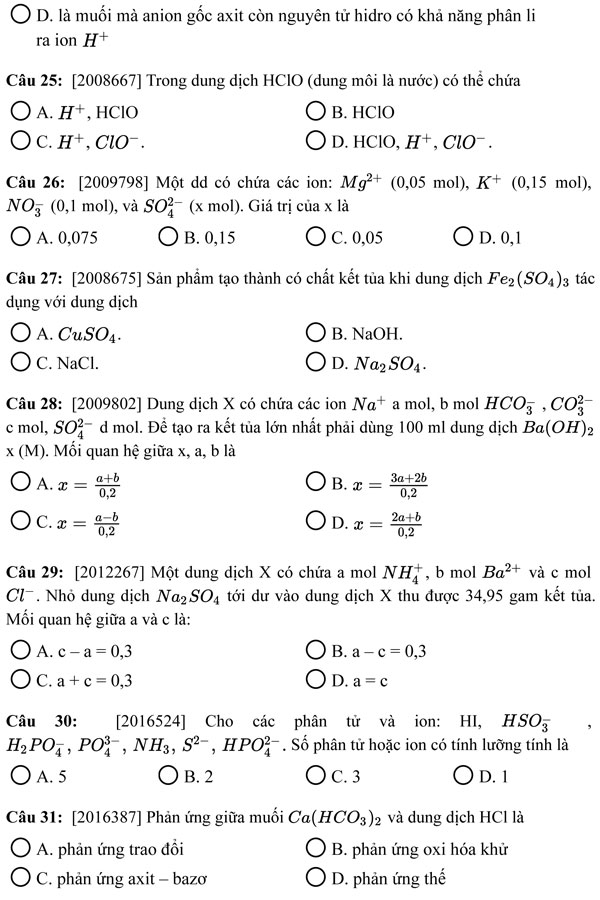 D. là muối mà anion gốc axit còn nguyên tử hidro có khả năng phân li
ra ion H⁺
Câu 25: [2008667] Trong dung dịch HClO (dung môi là nước) có thể chứa
A. H⁺, HClO B. HClO
C. H⁺, ClO⁻. D. HClO, H⁺, ClO⁻.
Câu 26: [2009798] Một dd có chứa các ion: Mg²⁺ (0,05 mol), K⁺ (0,15 mol),
NO₃⁻ (0,1 mol), và SO₄²⁻ (x mol). Giá trị của x là
A. 0,075 B. 0,15 C. 0,05 D. 0,1
Câu 27: [2008675] Sản phẩm tạo thành có chất kết tủa khi dung dịch Fe₂(SO₄)₃ tác
dụng với dung dịch
A. CuSO₄. B. NaOH.
C. NaCl. D. Na₂SO₄.
Câu 28: [2009802] Dung dịch X có chứa các ion Na⁺ a mol, b mol HCO₃⁻, CO₃²⁻
c mol, SO₄²⁻ d mol. Để tạo ra kết tủa lớn nhất phải dùng 100 ml dung dịch Ba(OH)₂
x (M). Mối quan hệ giữa x, a, b là
A. x = (a+b)/0,2 B. x = (3a+2b)/0,2
C. x = (a−b)/0,2 D. x = (2a+b)/0,2
Câu 29: [2012267] Một dung dịch X có chứa a mol NH₄⁺, b mol Ba²⁺ và c mol
Cl⁻. Nhỏ dung dịch Na₂SO₄ tới dư vào dung dịch X thu được 34,95 gam kết tủa.
Mối quan hệ giữa a và c là:
A. c − a = 0,3 B. a − c = 0,3
C. a + c = 0,3 D. a = c
Câu 30: [2016524] Cho các phân tử và ion: HI, HSO₃⁻ ,
H₂PO₄⁻, PO₄³⁻, NH₃, S²⁻, HPO₄²⁻. Số phân tử hoặc ion có tính lưỡng tính là
A. 5 B. 2 C. 3 D. 1
Câu 31: [2016387] Phản ứng giữa muối Ca(HCO₃)₂ và dung dịch HCl là
A. phản ứng trao đổi B. phản ứng oxi hóa khử
C. phản ứng axit – bazơ D. phản ứng thế